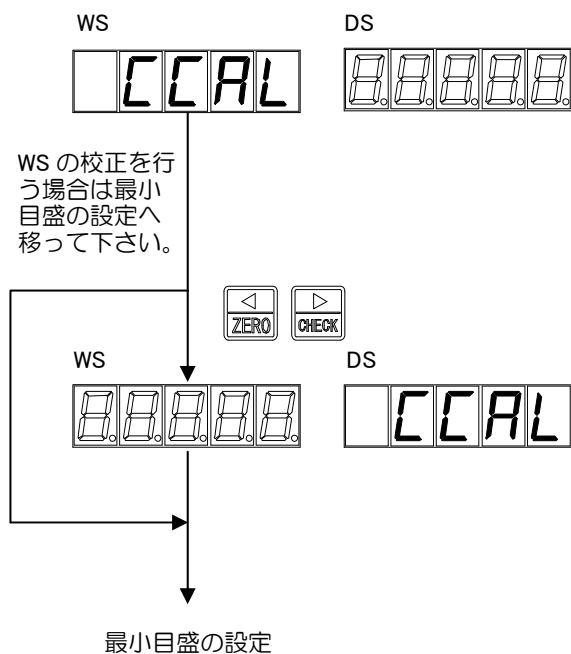 WS
DS
CCAL
WS の校正を行
う場合は最小
目盛の設定へ
移って下さい。
◁
ZERO
▷
CHECK
WS
DS
CCAL
最小目盛の設定